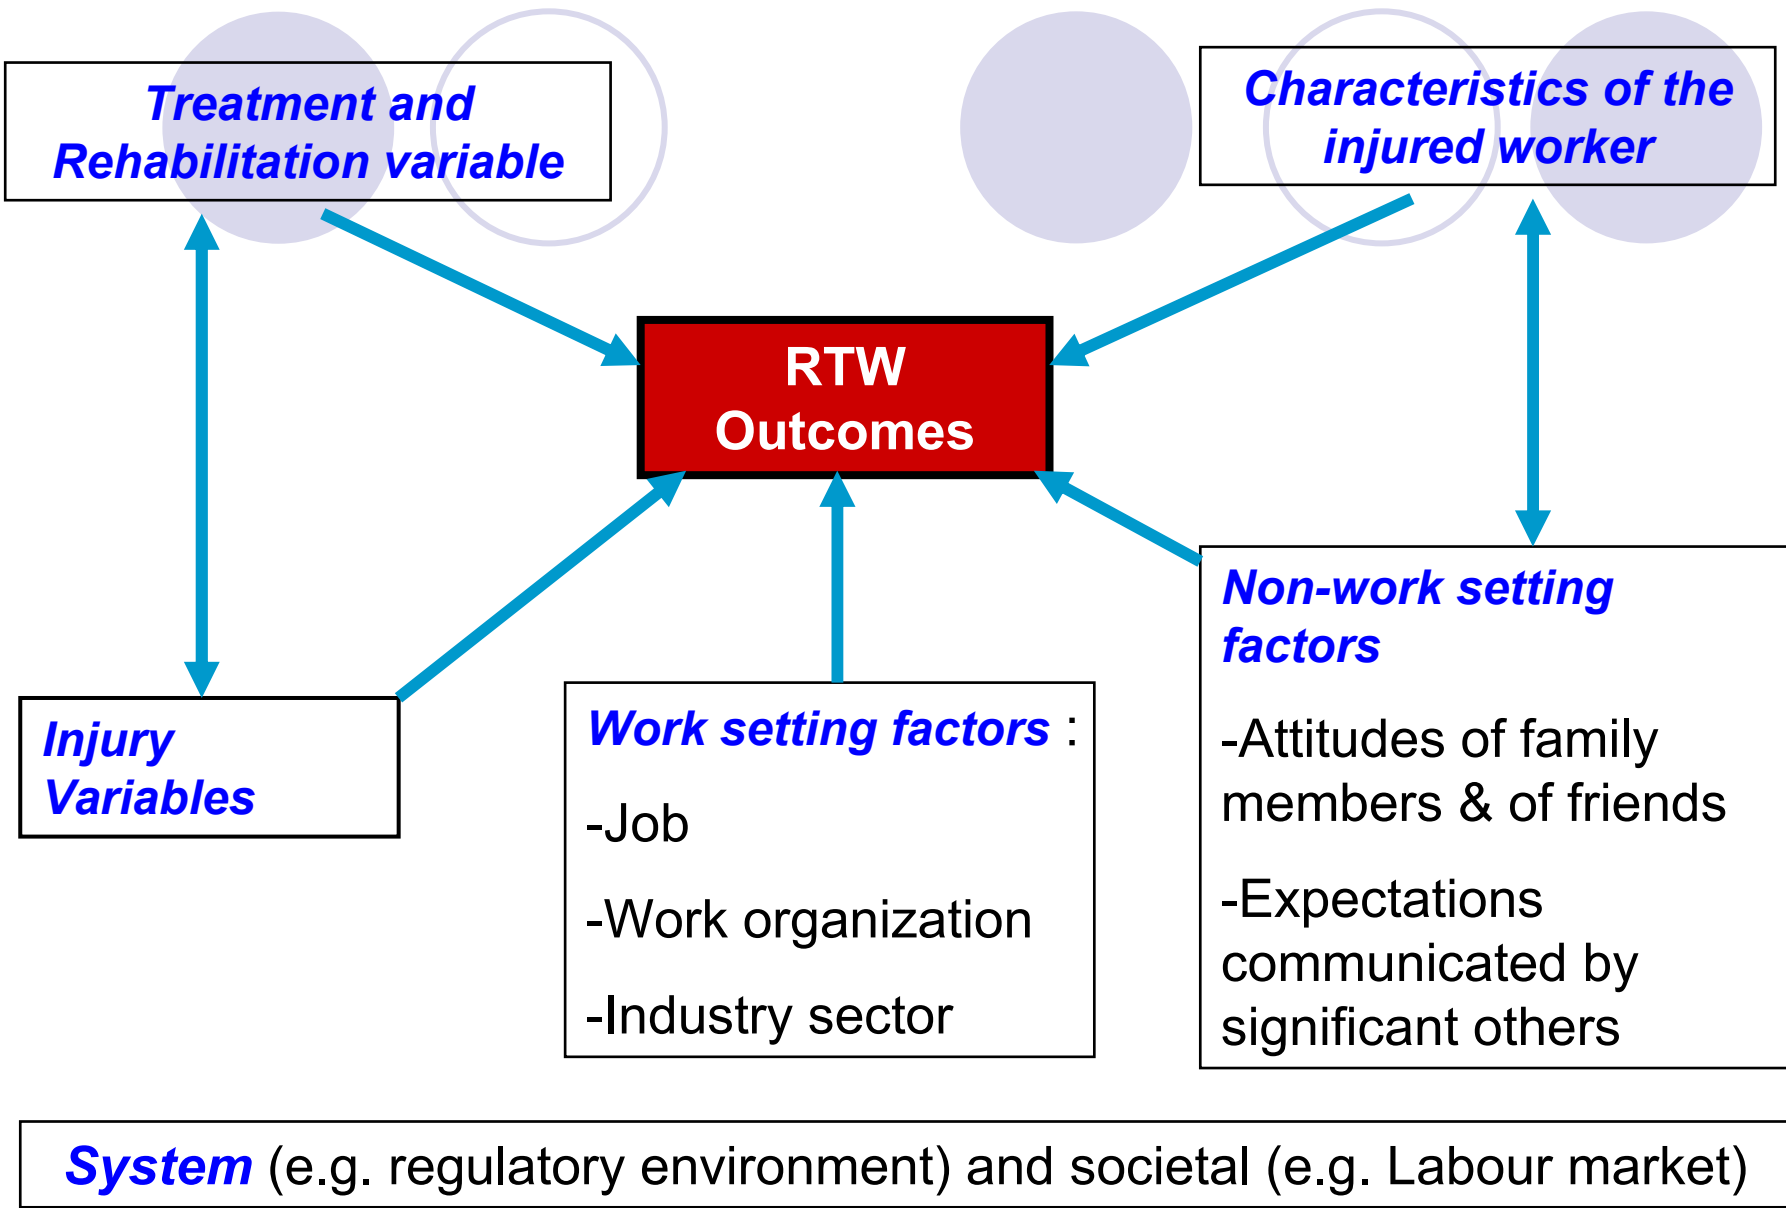 Treatment and
Rehabilitation variable
Characteristics of the
injured worker
RTW
Outcomes
Injury
Variables
Work setting factors :
-Job
-Work organization
-Industry sector
Non-work setting
factors
-Attitudes of family
members & of friends
-Expectations
communicated by
significant others
System (e.g. regulatory environment) and societal (e.g. Labour market)